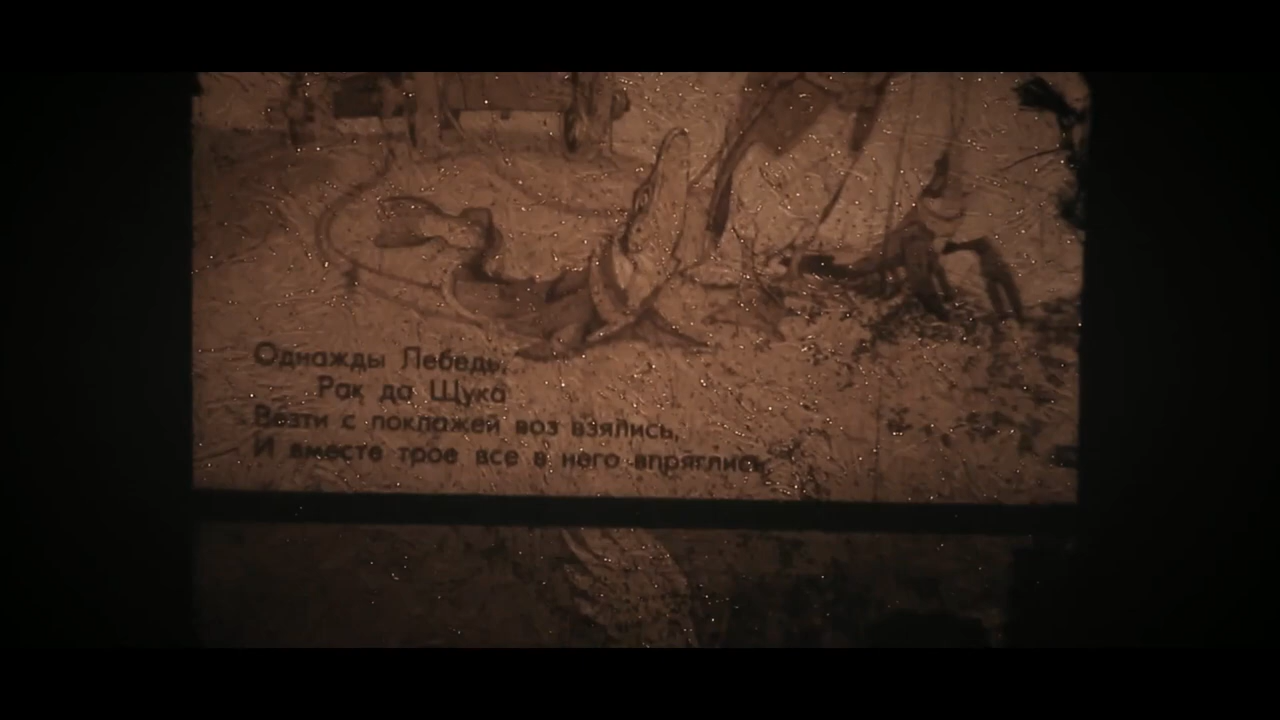 Однажды Лебедь,
Рак да Щука
Везти с поклажей воз взялись,
И вместе трое все в него впряглись.